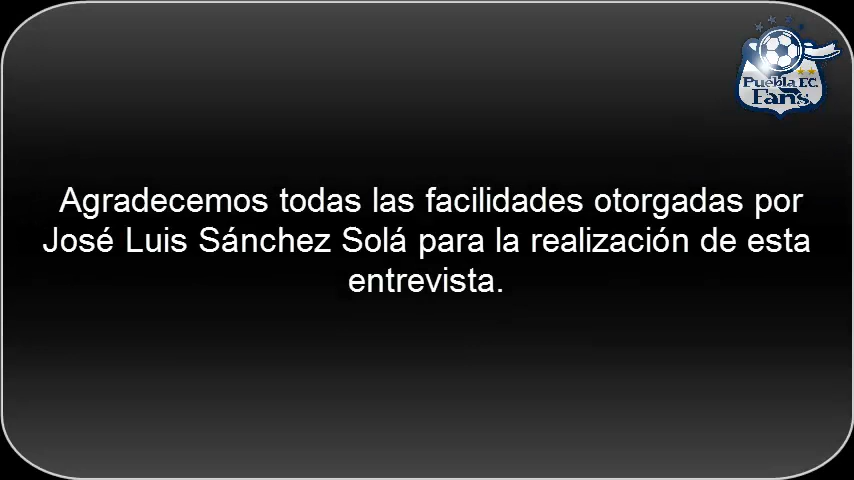 Puebla F.C.
Fans
Agradecemos todas las facilidades otorgadas por
José Luis Sánchez Solá para la realización de esta
entrevista.